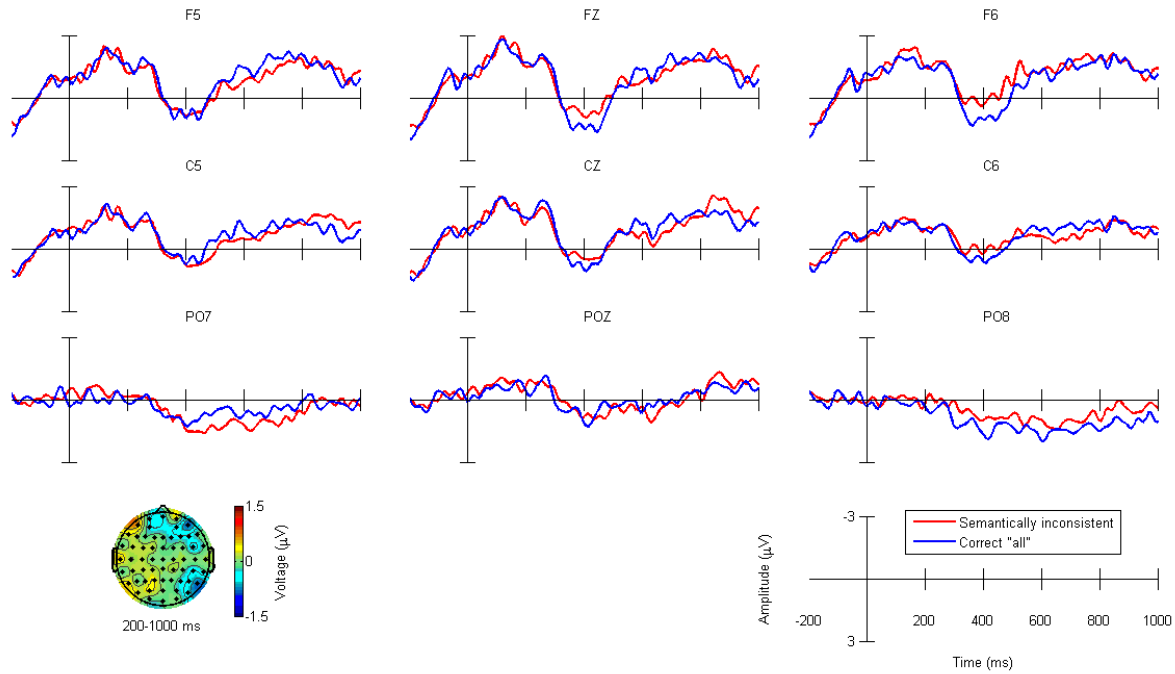 F5 FZ F6
C5 CZ C6
PO7 POZ PO8
1.5
0
-1.5
Voltage (μV)
200-1000 ms
-3
3
Amplitude (μV)
Semantically inconsistent
Correct "all"
-200 200 400 600 800 1000
Time (ms)